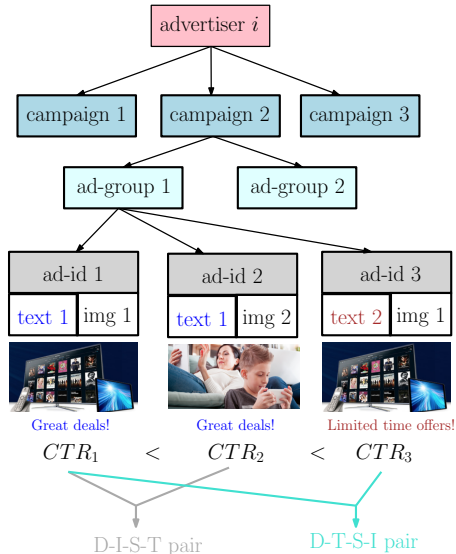 advertiser i
campaign 1 campaign 2 campaign 3
ad-group 1 ad-group 2
ad-id 1 ad-id 2 ad-id 3
text 1 img 1 text 1 img 2 text 2 img 1
Great deals! Great deals! Limited time offers!
CTR₁ < CTR₂ < CTR₃
D-I-S-T pair D-T-S-I pair